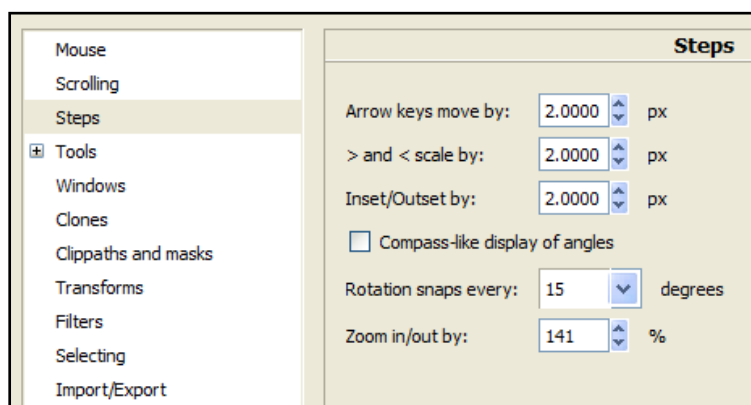 Mouse
Scrolling
Steps
Tools
Windows
Clones
Clippaths and masks
Transforms
Filters
Selecting
Import/Export
Steps
Arrow keys move by: 2.0000 px
> and < scale by: 2.0000 px
Inset/Outset by: 2.0000 px
Compass-like display of angles
Rotation snaps every: 15 degrees
Zoom in/out by: 141 %